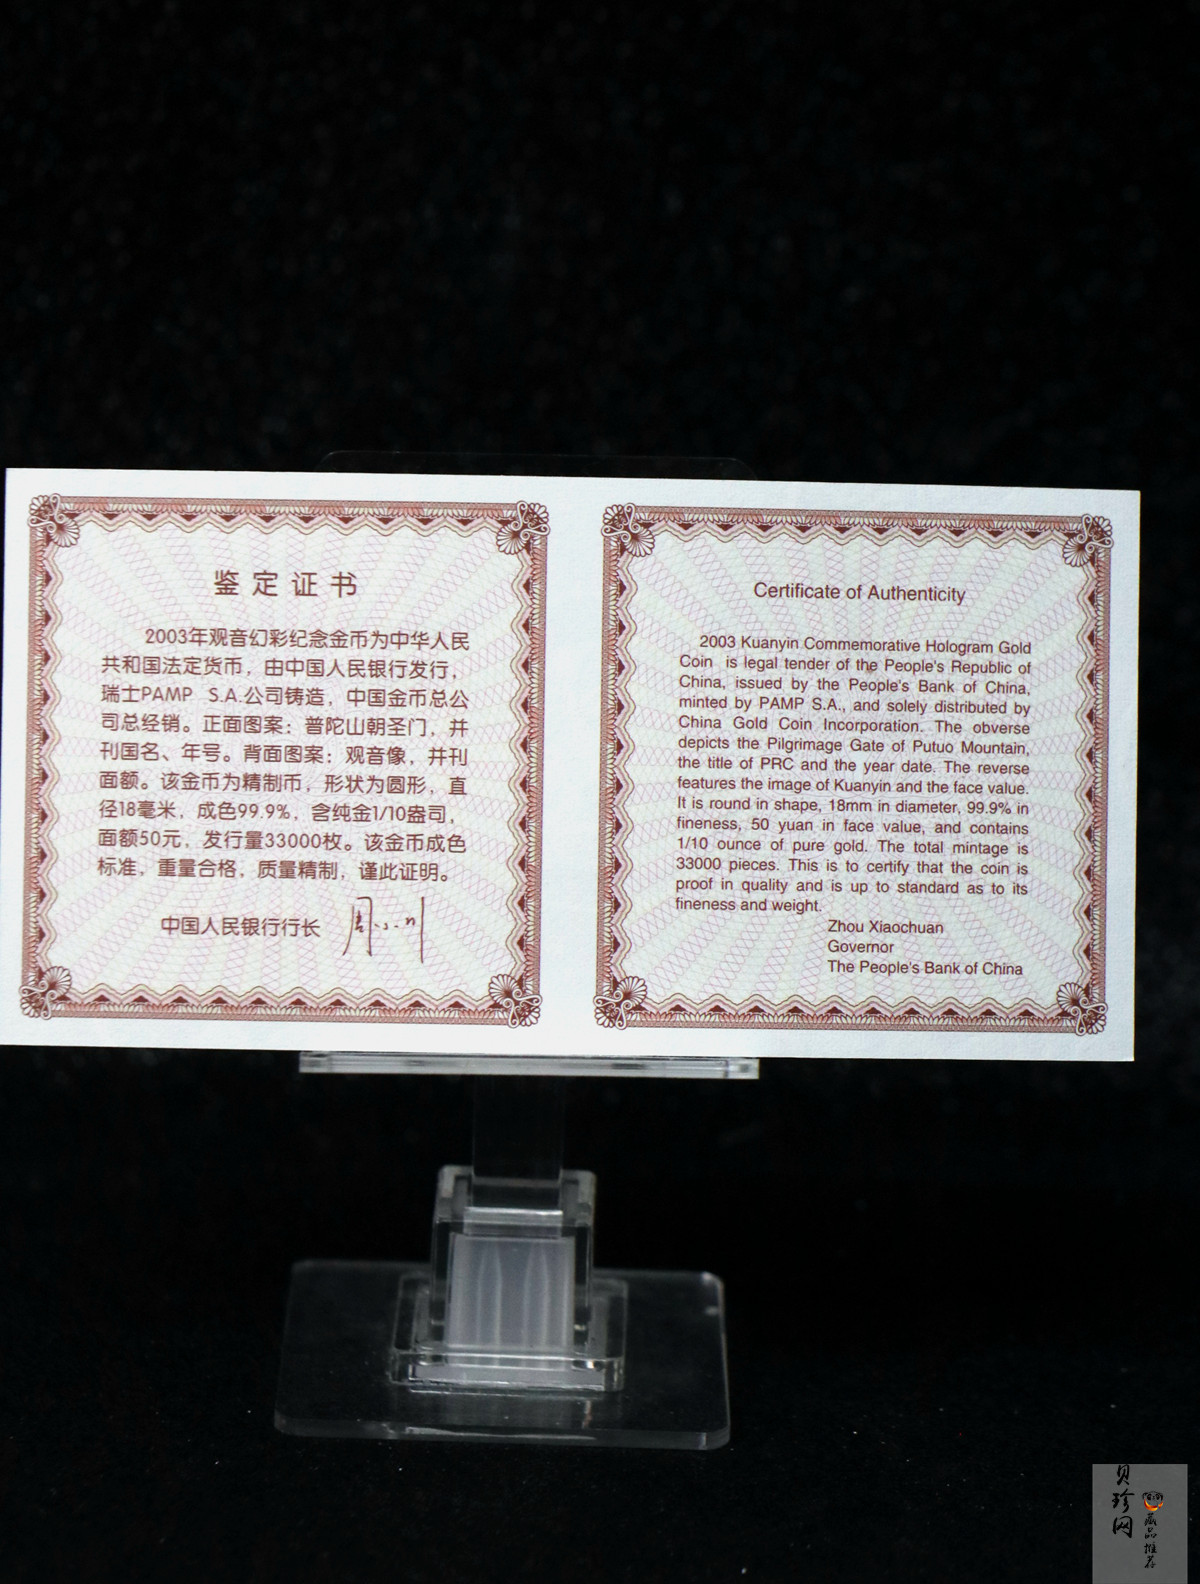 鉴定证书
2003年观音幻彩纪念金币为中华人民
共和国法定货币，由中国人民银行发行，
瑞士PAMP S.A.公司铸造，中国金币总公
司总经销。正面图案：普陀山朝圣门，并
刊国名、年号。背面图案：观音像，并刊
面额。该金币为精制币，形状为圆形，直
径18毫米，成色99.9%，含纯金1/10盎司，
面额50元，发行量33000枚。该金币成色
标准，重量合格，质量精制，谨此证明。
中国人民银行行长 周小川
Certificate of Authenticity
2003 Kuanyin Commemorative Hologram Gold
Coin is legal tender of the People's Republic of
China, issued by the People's Bank of China,
minted by PAMP S.A., and solely distributed by
China Gold Coin Incorporation. The obverse
depicts the Pilgrimage Gate of Putuo Mountain,
the title of PRC and the year date. The reverse
features the image of Kuanyin and the face value.
It is round in shape, 18mm in diameter, 99.9% in
fineness, 50 yuan in face value, and contains
1/10 ounce of pure gold. The total mintage is
33000 pieces. This is to certify that the coin is
proof in quality and is up to standard as to its
fineness and weight.
Zhou Xiaochuan
Governor
The People's Bank of China
贝珍网
藏品推荐